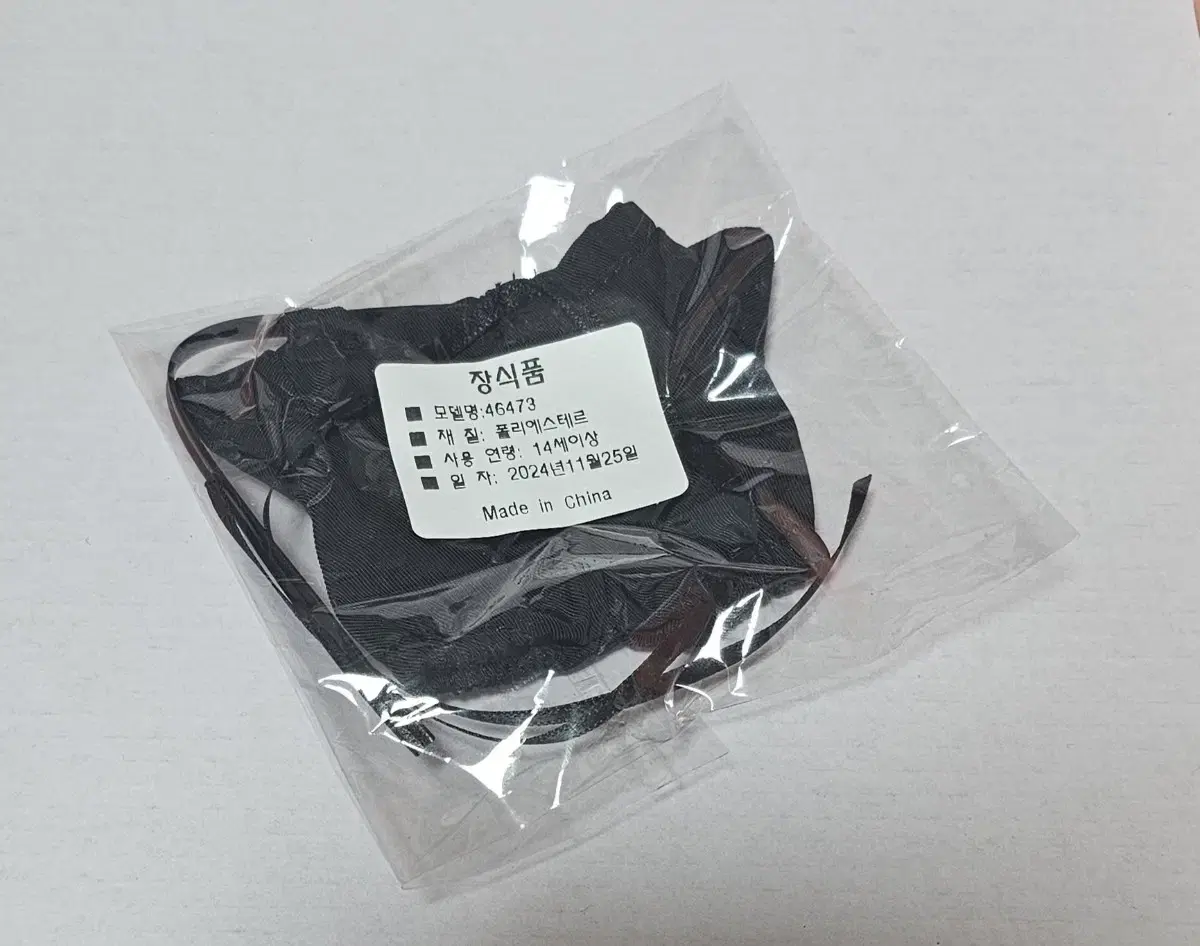 장식품
■ 모델명:46473
■ 재 질: 폴리에스테르
■ 사용 연령: 14세이상
■ 일 자: 2024년11월25일
Made in China